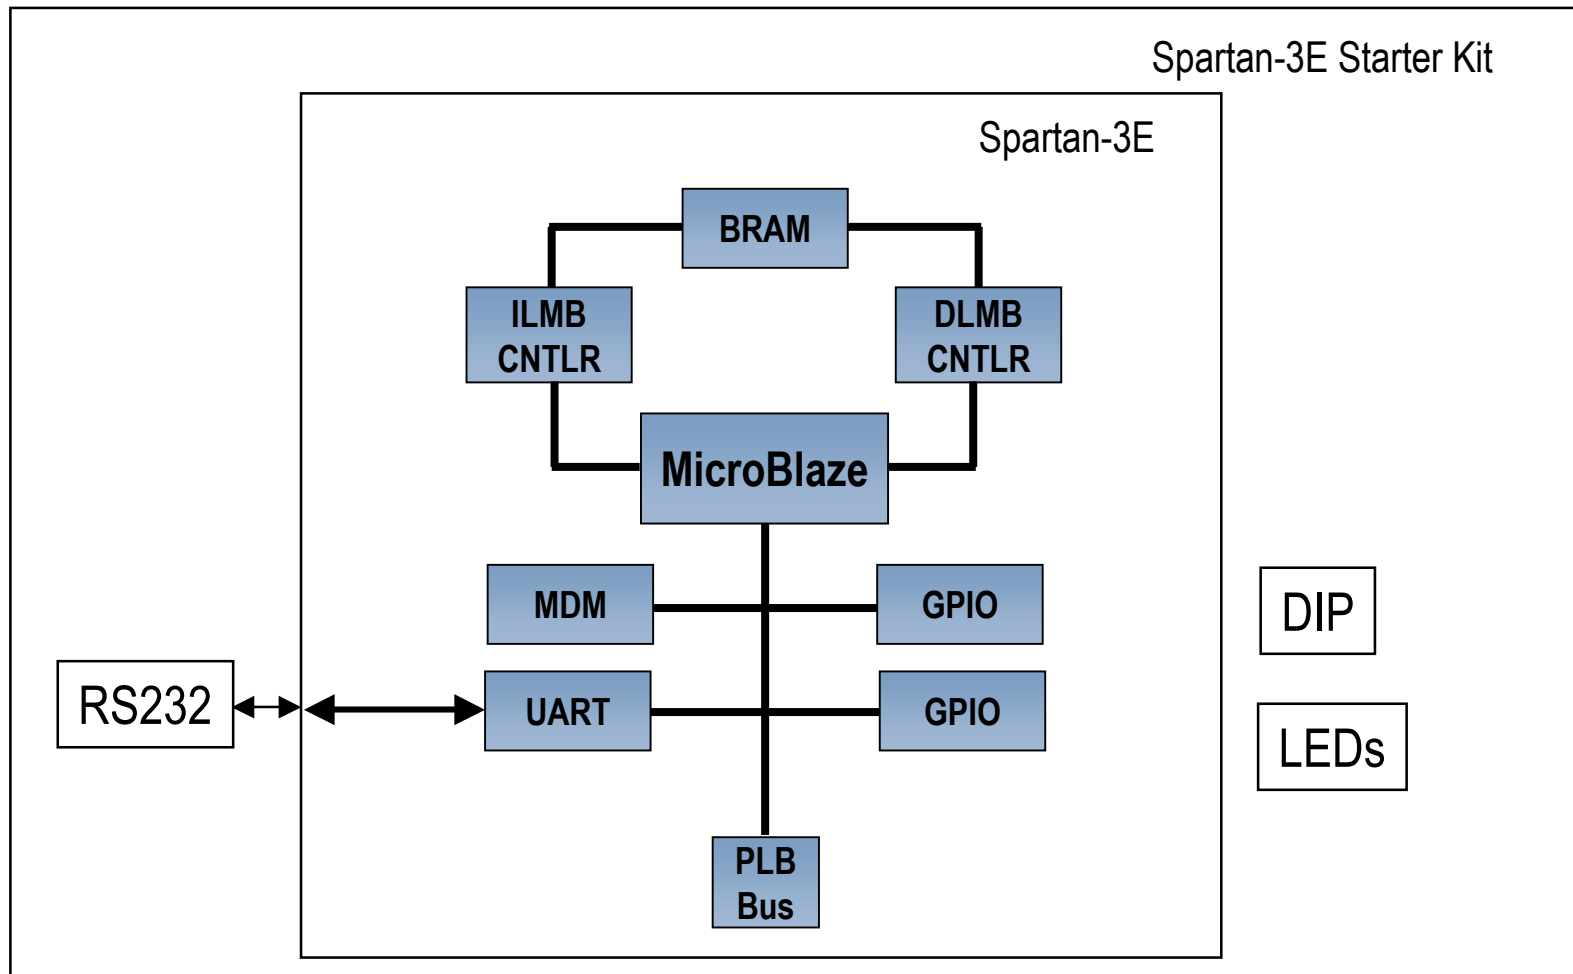 Spartan-3E Starter Kit
Spartan-3E
BRAM
ILMB
CNTLR
DLMB
CNTLR
MicroBlaze
MDM
GPIO
DIP
RS232
UART
GPIO
LEDs
PLB
Bus